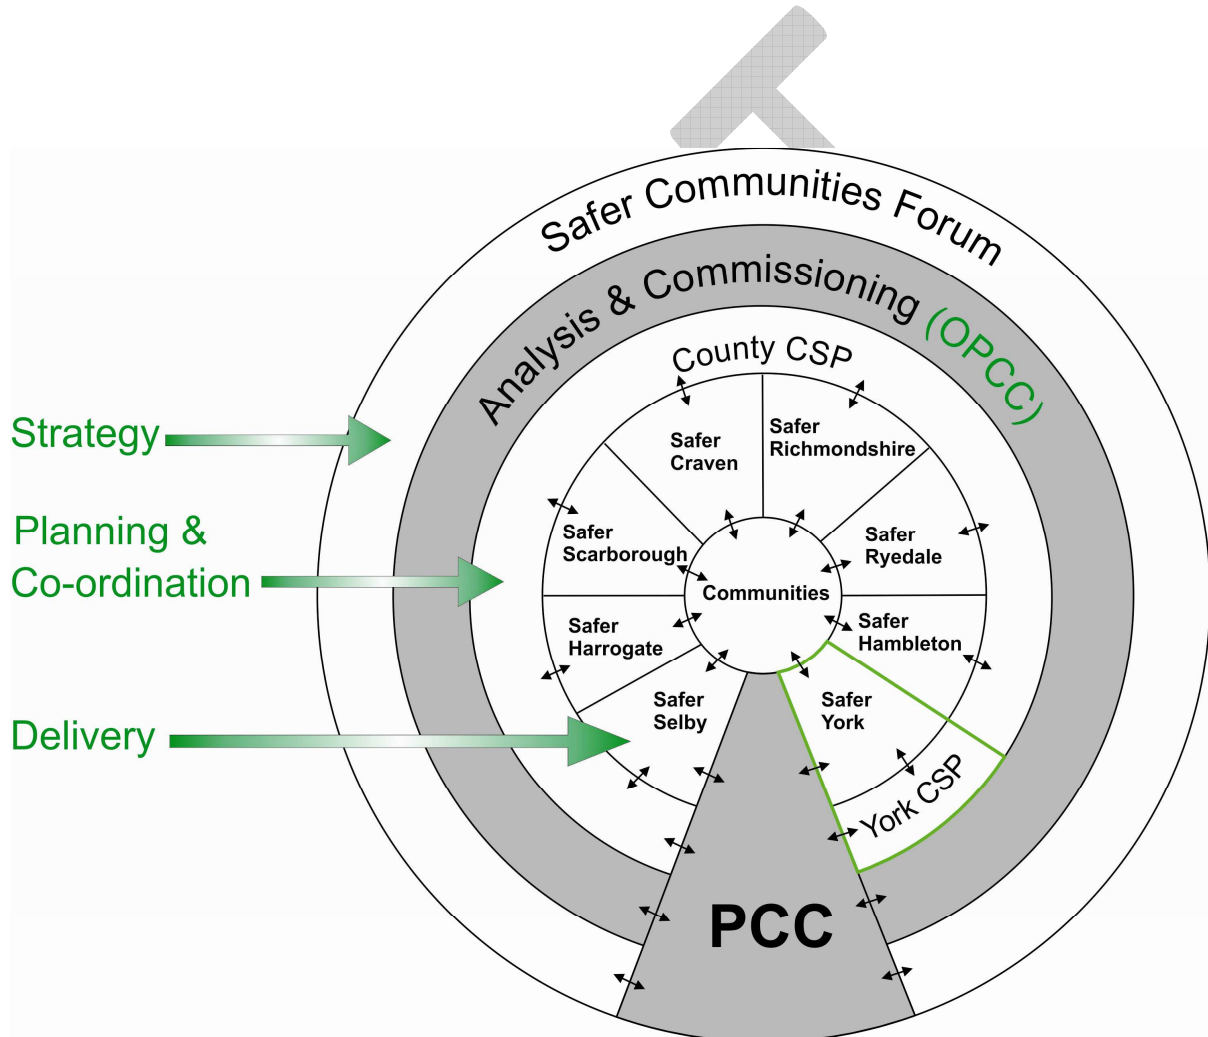 Safer Communities Forum
Analysis & Commissioning (OPCC)
County CSP
Strategy
Planning &
Co-ordination
Delivery
Safer
Craven
Safer
Richmondshire
Safer
Scarborough
Safer
Ryedale
Communities
Safer
Harrogate
Safer
Hambleton
Safer
Selby
Safer
York
York CSP
PCC